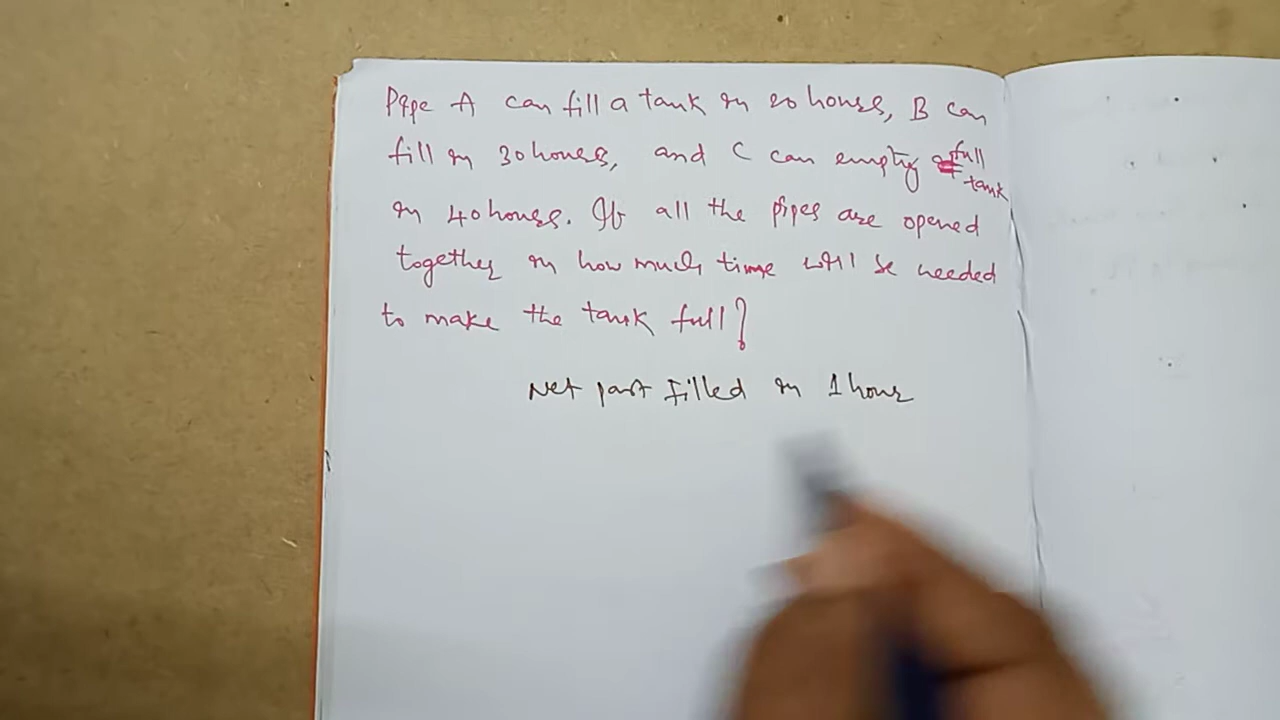 Pipe A can fill a tank in 20 hours, B can
fill in 30 hours, and C can empty full tank
in 40 hours. If all the pipes are opened
together in how much time will be needed
to make the tank full?
Net part filled in 1 hour